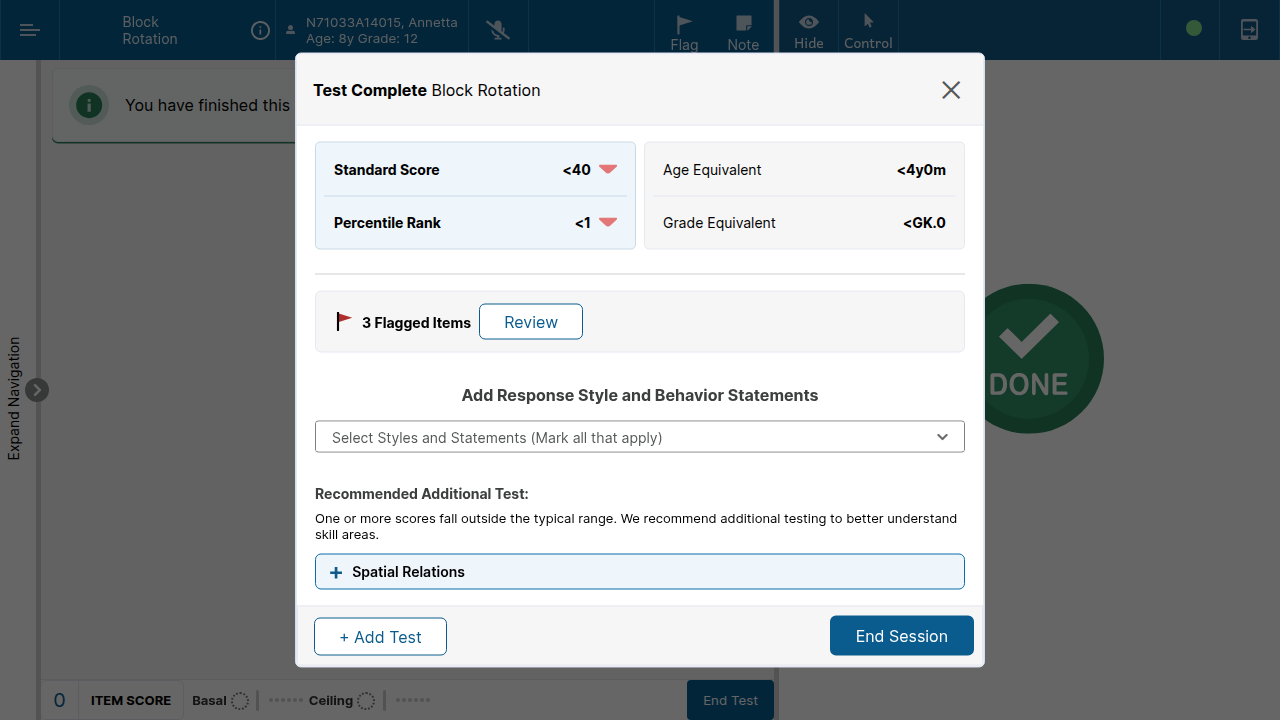 Block
Rotation
N71033A14015, Annetta
Age: 8y Grade: 12
Flag
Note
Hide
Control
You have finished this
Test Complete Block Rotation
Standard Score <40
Percentile Rank <1
Age Equivalent <4y0m
Grade Equivalent <GK.0
3 Flagged Items
Review
Add Response Style and Behavior Statements
Select Styles and Statements (Mark all that apply)
Recommended Additional Test:
One or more scores fall outside the typical range. We recommend additional testing to better understand
skill areas.
+ Spatial Relations
+ Add Test
End Session
DONE
Expand Navigation
0 ITEM SCORE Basal Ceiling
End Test